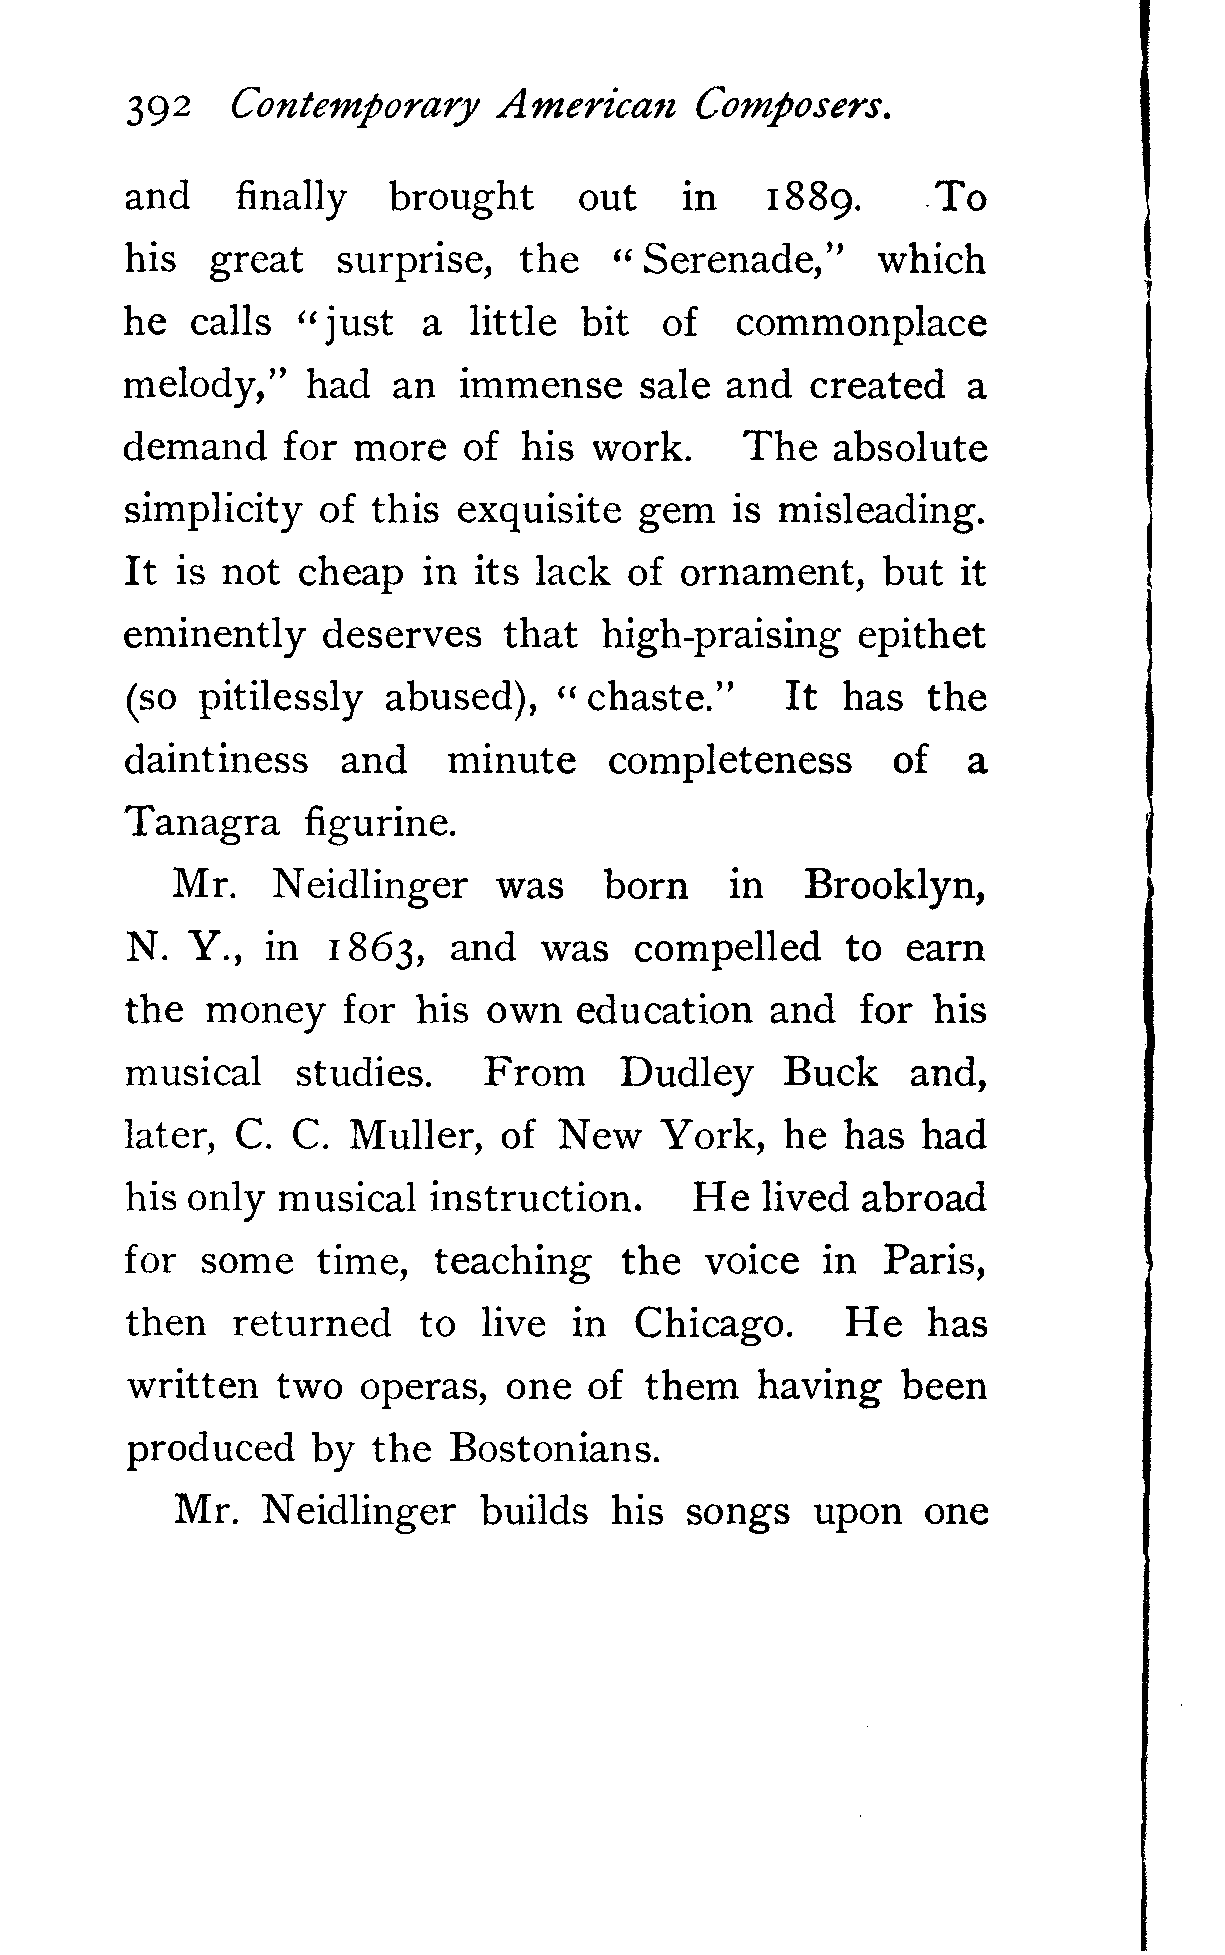 392 Contemporary American Composers.
and finally brought out in 1889. To
his great surprise, the “Serenade,” which
he calls “just a little bit of commonplace
melody,” had an immense sale and created a
demand for more of his work. The absolute
simplicity of this exquisite gem is misleading.
It is not cheap in its lack of ornament, but it
eminently deserves that high-praising epithet
(so pitilessly abused), “chaste.” It has the
daintiness and minute completeness of a
Tanagra figurine.
Mr. Neidlinger was born in Brooklyn,
N. Y., in 1863, and was compelled to earn
the money for his own education and for his
musical studies. From Dudley Buck and,
later, C. C. Muller, of New York, he has had
his only musical instruction. He lived abroad
for some time, teaching the voice in Paris,
then returned to live in Chicago. He has
written two operas, one of them having been
produced by the Bostonians.
Mr. Neidlinger builds his songs upon one